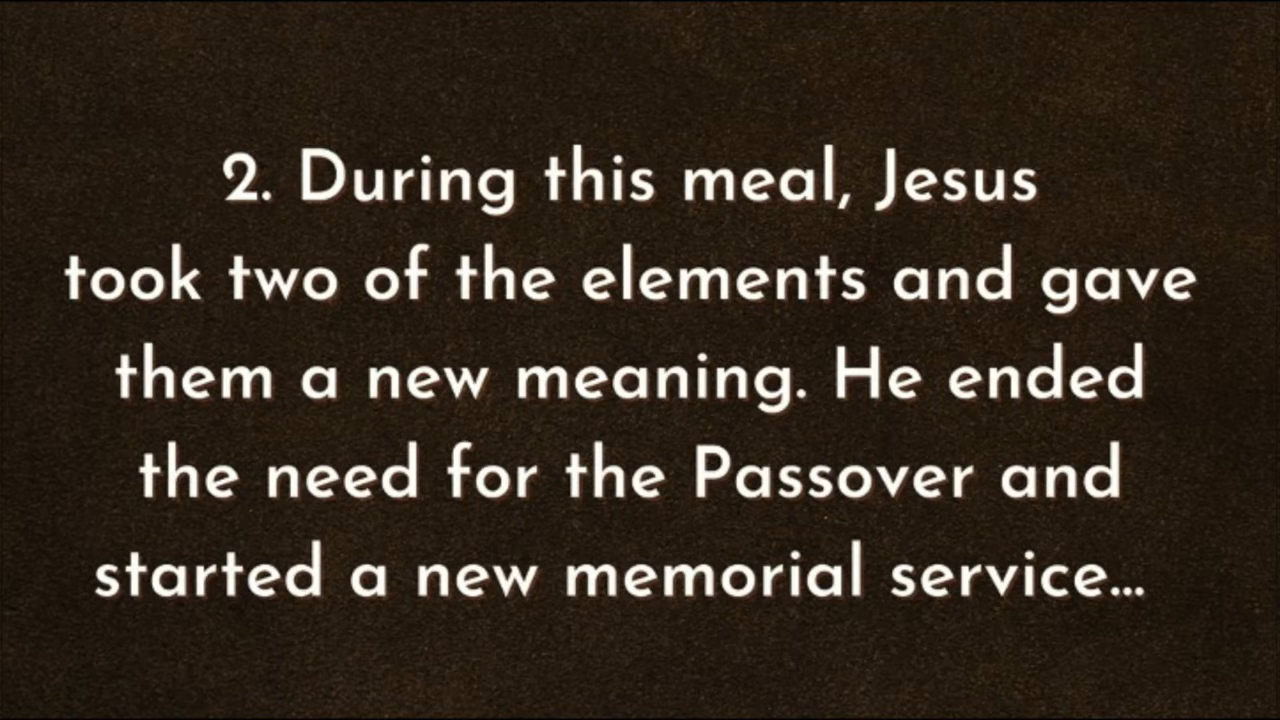 2. During this meal, Jesus
took two of the elements and gave
them a new meaning. He ended
the need for the Passover and
started a new memorial service...